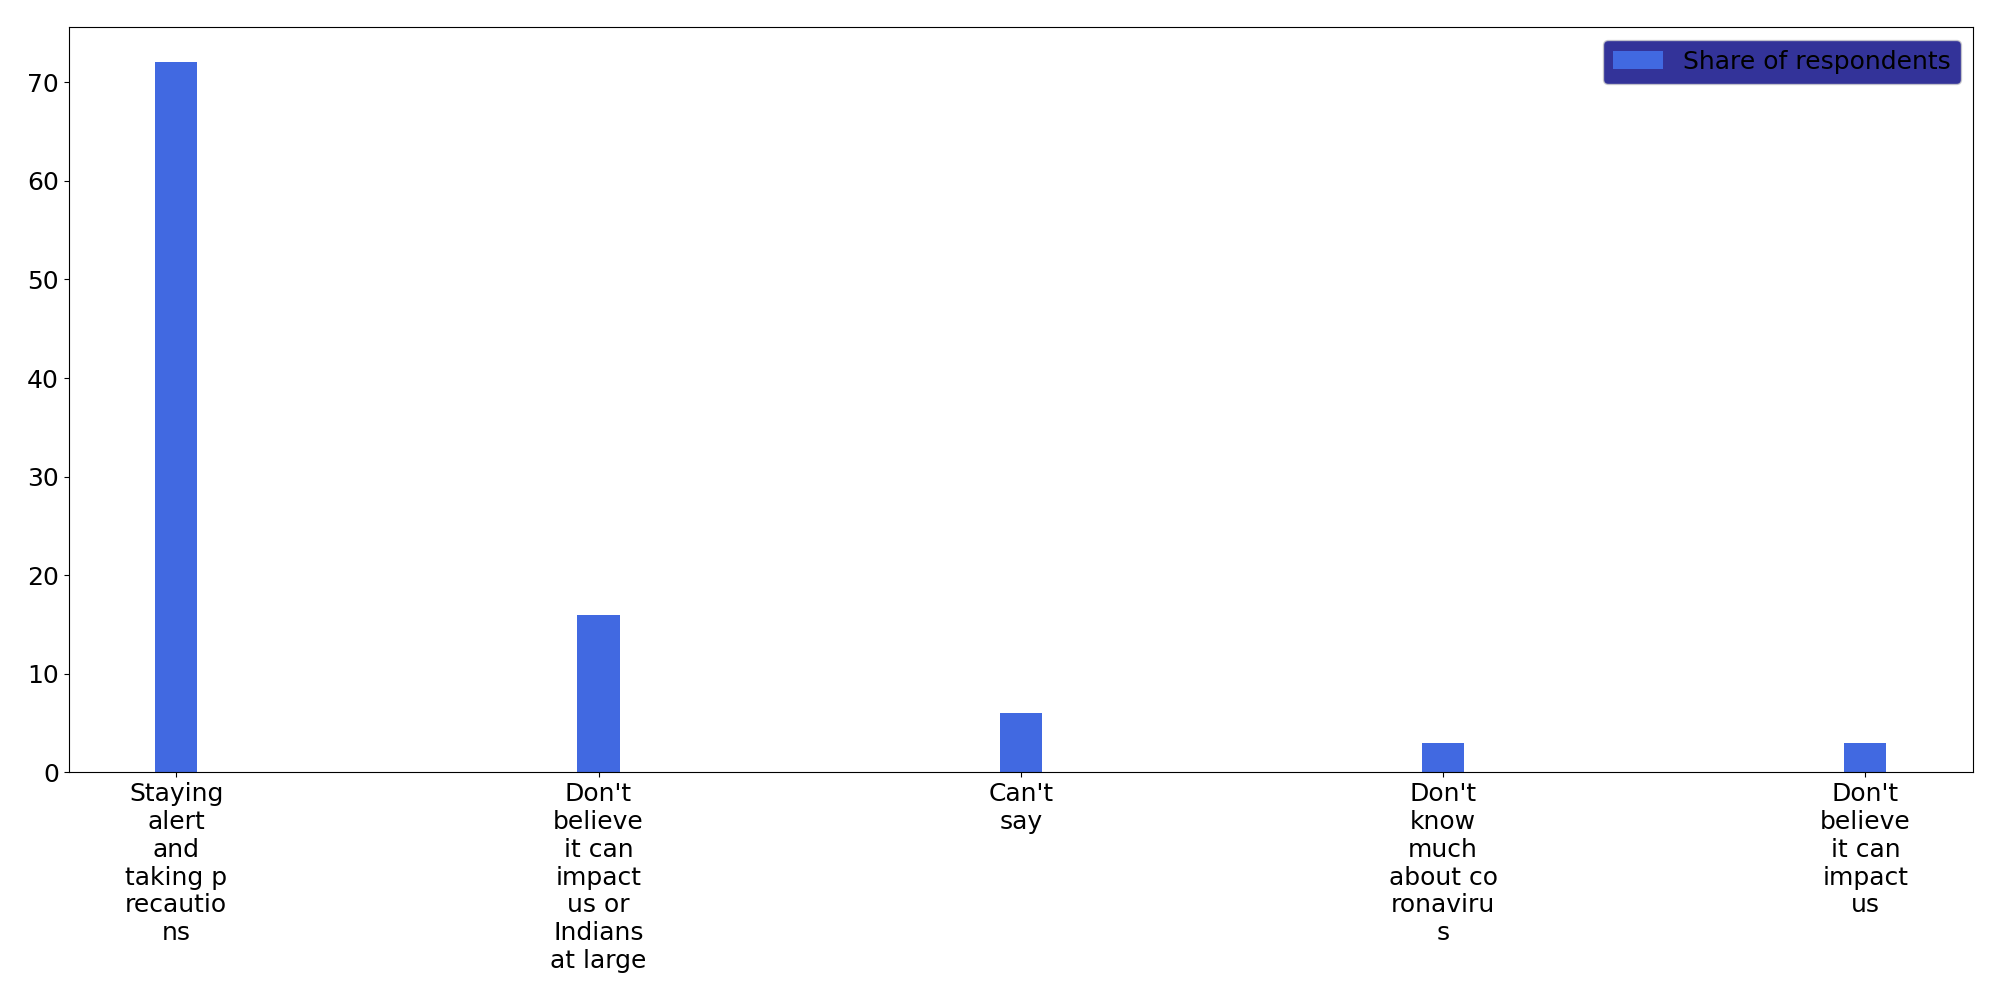 Share of respondents
70
60
50
40
30
20
10
0
Staying
alert
and
taking p
recautio
ns
Don't
believe
it can
impact
us or
Indians
at large
Can't
say
Don't
know
much
about co
ronaviru
s
Don't
believe
it can
impact
us